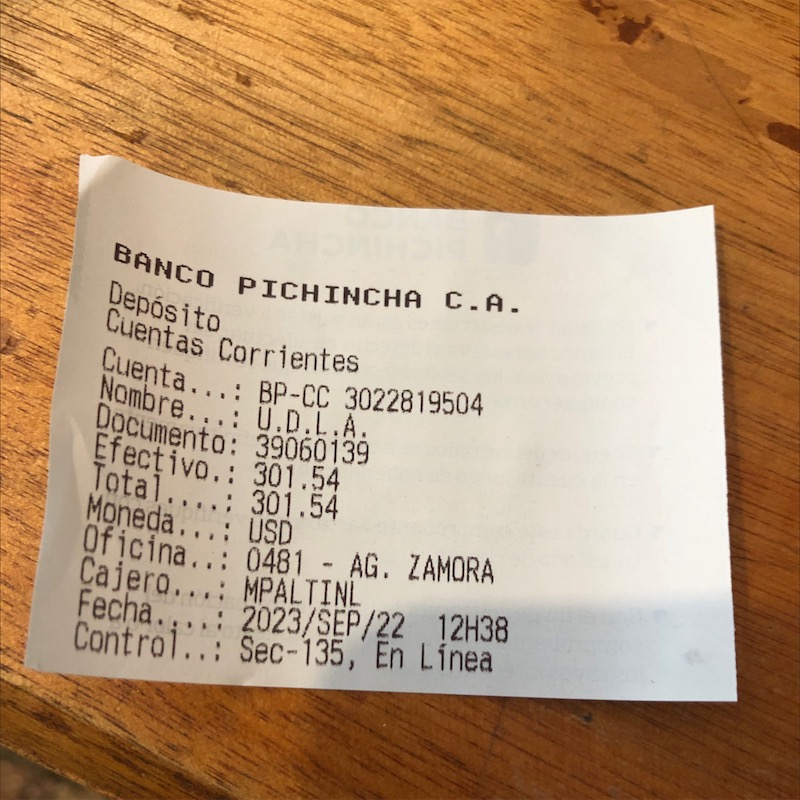 BANCO PICHINCHA C.A.
Depósito
Cuentas Corrientes
Cuenta...: BP-CC 3022819504
Nombre...: U.D.L.A.
Documento: 39060139
Efectivo.: 301.54
Total....: 301.54
Moneda...: USD
Oficina..: 0481 - AG. ZAMORA
Cajero...: MPALTINL
Fecha....: 2023/SEP/22 12H38
Control..: Sec-135, En Línea